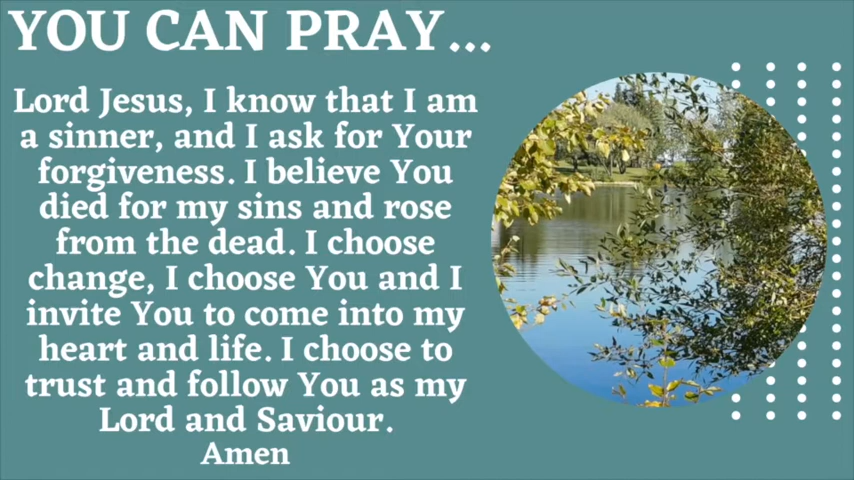 YOU CAN PRAY...
Lord Jesus, I know that I am
a sinner, and I ask for Your
forgiveness. I believe You
died for my sins and rose
from the dead. I choose
change, I choose You and I
invite You to come into my
heart and life. I choose to
trust and follow You as my
Lord and Saviour.
Amen